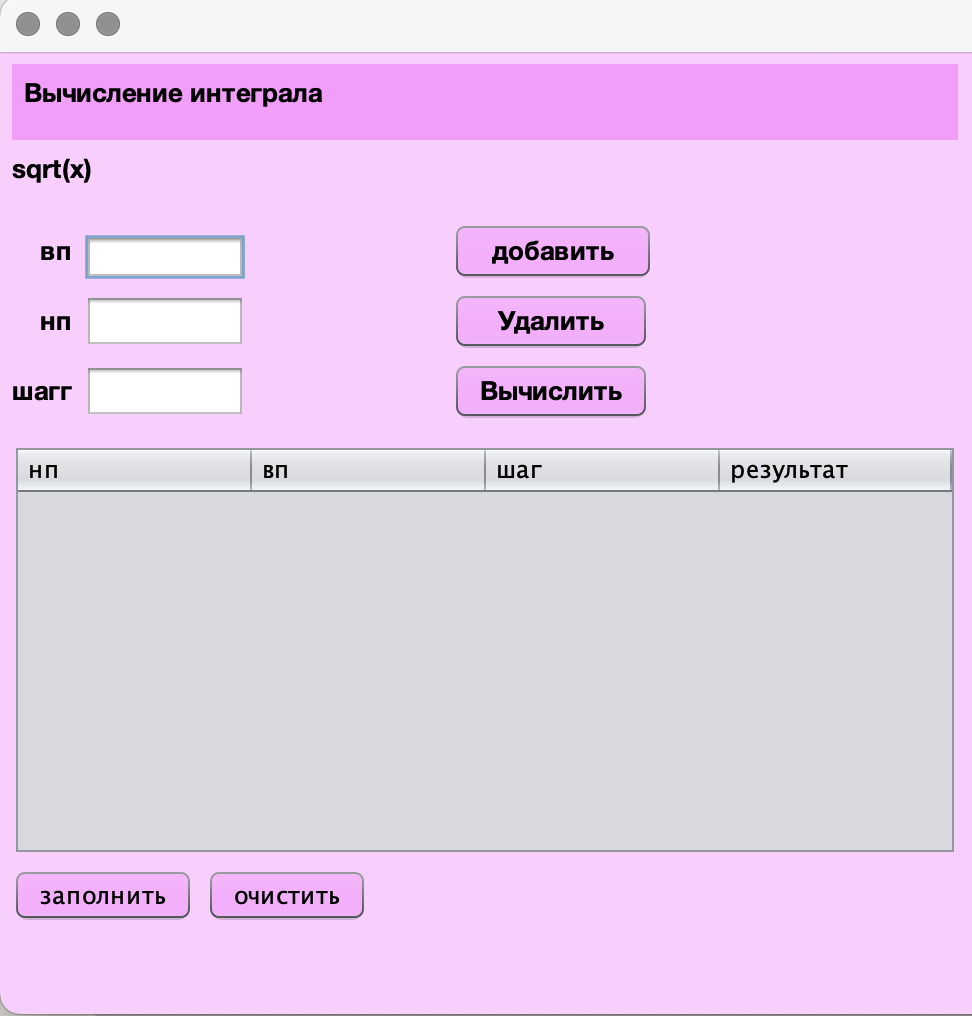 Вычисление интеграла
sqrt(x)
вп добавить
нп Удалить
шагг Вычислить
нп вп шаг результат
заполнить очистить